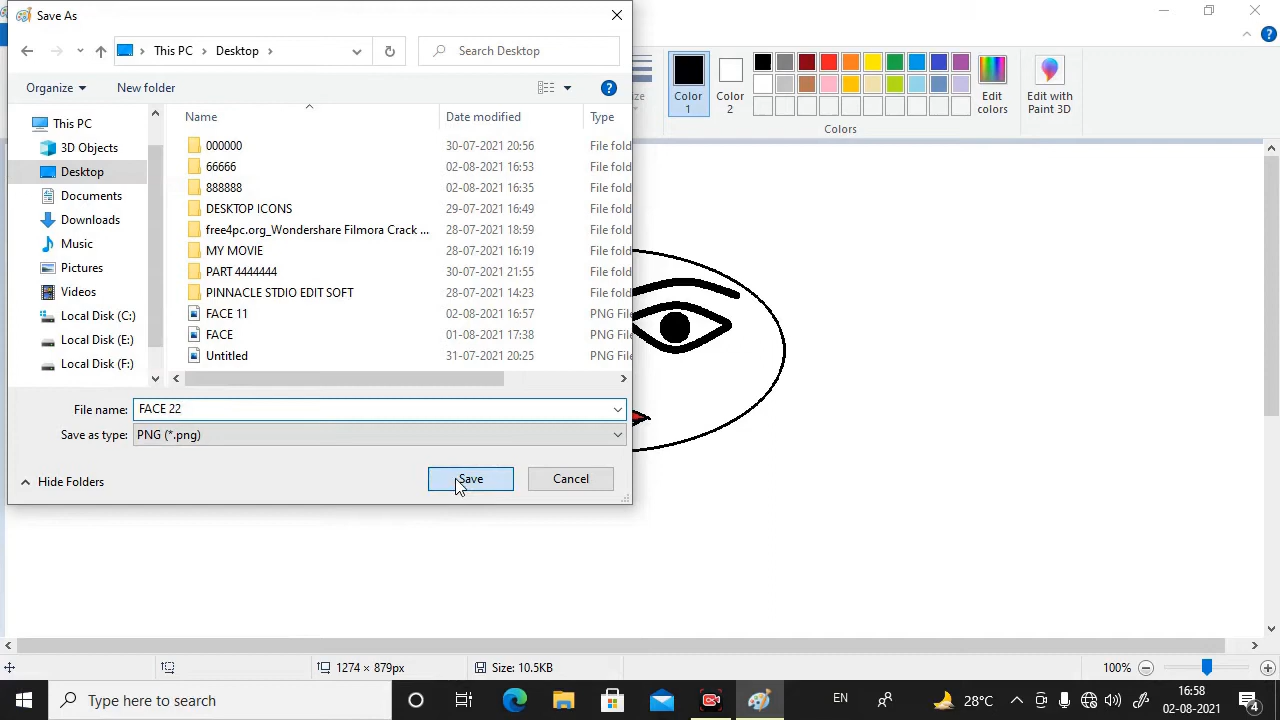 Save As
This PC
Desktop
Search Desktop
Organize
New folder
Name
Date modified
Type
This PC
3D Objects
Desktop
Documents
Downloads
Music
Pictures
Videos
Local Disk (C:)
Local Disk (E:)
Local Disk (F:)
000000 30-07-2021 20:56 File fold
66666 02-08-2021 16:53 File fold
888888 02-08-2021 16:35 File fold
DESKTOP ICONS 29-07-2021 16:49 File fold
free4pc.org_Wondershare Filmora Crack ... 28-07-2021 18:59 File fold
MY MOVIE 28-07-2021 16:19 File fold
PART 4444444 30-07-2021 21:55 File fold
PINNACLE STDIO EDIT SOFT 28-07-2021 14:23 File fold
FACE 11 02-08-2021 16:57 PNG File
FACE 01-08-2021 17:38 PNG File
Untitled 31-07-2021 20:25 PNG File
File name: FACE 22
Save as type: PNG (*.png)
Hide Folders
Save
Cancel
Color 1
Color 2
Edit colors
Edit with Paint 3D
Colors
1274 × 879px
Size: 10.5KB
100%
Type here to search
EN
28°C
16:58
02-08-2021
4